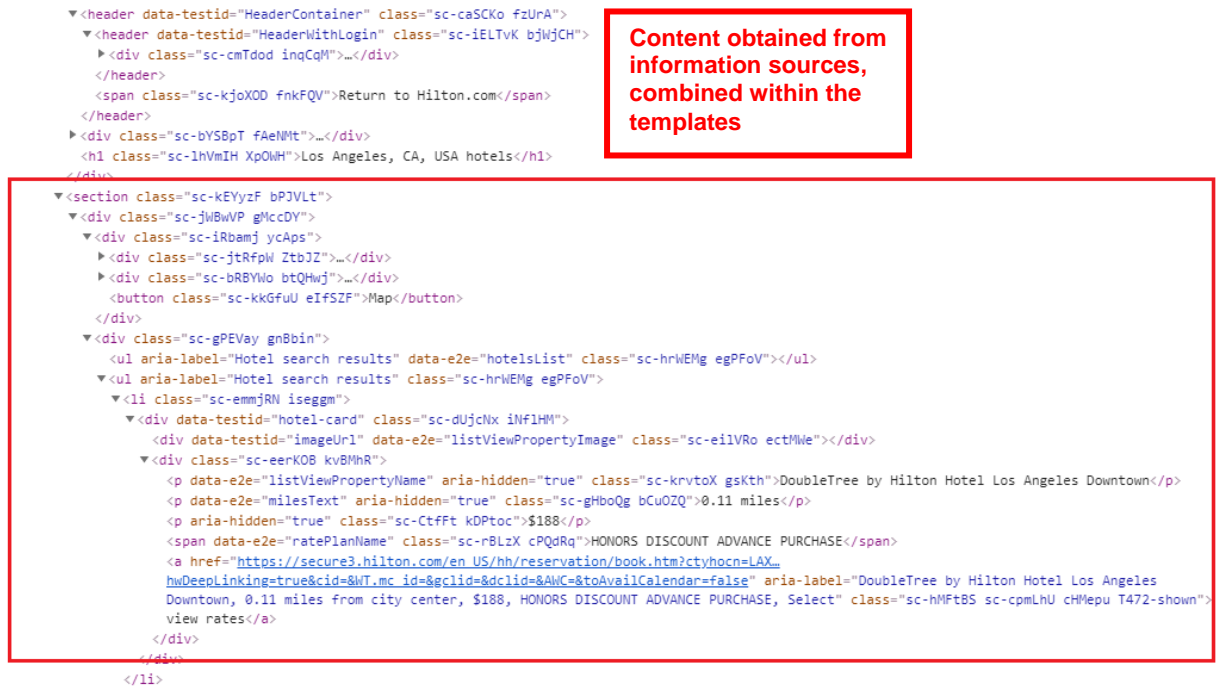 ▼<header data-testid="HeaderContainer" class="sc-caSCKo fzUrA">
▼<header data-testid="HeaderWithLogin" class="sc-iELTvK bjWjCH">
▶<div class="sc-cmTdod inqCqM">…</div>
</header>
<span class="sc-kjoXOD fnkFQV">Return to Hilton.com</span>
</header>
▶<div class="sc-bYSBpT fAeNMt">…</div>
<h1 class="sc-lhVmIH XpOWH">Los Angeles, CA, USA hotels</h1>
</div>
Content obtained from
information sources,
combined within the
templates
▼<section class="sc-kEYyzF bPJVLt">
▼<div class="sc-jWBwVP gMccDY">
▼<div class="sc-iRbamj ycAps">
▶<div class="sc-jtRfpW ZtbJZ">…</div>
▶<div class="sc-bRBYWo btQHwj">…</div>
<button class="sc-kkGfuU eIfSZF">Map</button>
</div>
▼<div class="sc-gPEVay gnBbin">
<ul aria-label="Hotel search results" data-e2e="hotelsList" class="sc-hrWEMg egPFoV"></ul>
▼<ul aria-label="Hotel search results" class="sc-hrWEMg egPFoV">
▼<li class="sc-emmjRN iseggm">
▼<div data-testid="hotel-card" class="sc-dUjcNx iNflHM">
<div data-testid="imageUrl" data-e2e="listViewPropertyImage" class="sc-eilVRo ectMWe"></div>
▼<div class="sc-eerKOB kvBMhR">
<p data-e2e="listViewPropertyName" aria-hidden="true" class="sc-krvtoX gsKth">DoubleTree by Hilton Hotel Los Angeles Downtown</p>
<p data-e2e="milesText" aria-hidden="true" class="sc-gHboQg bCuOZQ">0.11 miles</p>
<p aria-hidden="true" class="sc-CtfFt kDPtoc">$188</p>
<span data-e2e="ratePlanName" class="sc-rBLzX cPQdRq">HONORS DISCOUNT ADVANCE PURCHASE</span>
<a href="https://secure3.hilton.com/en_US/hh/reservation/book.htm?ctyhocn=LAX…
hwDeepLinking=true&cid=&WT.mc_id=&gclid=&dclid=&AWC=&toAvailCalendar=false" aria-label="DoubleTree by Hilton Hotel Los Angeles
Downtown, 0.11 miles from city center, $188, HONORS DISCOUNT ADVANCE PURCHASE, Select" class="sc-hMFtBS sc-cpmLhU cHMepu T472-shown">
view rates</a>
</div>
</div>
</li>